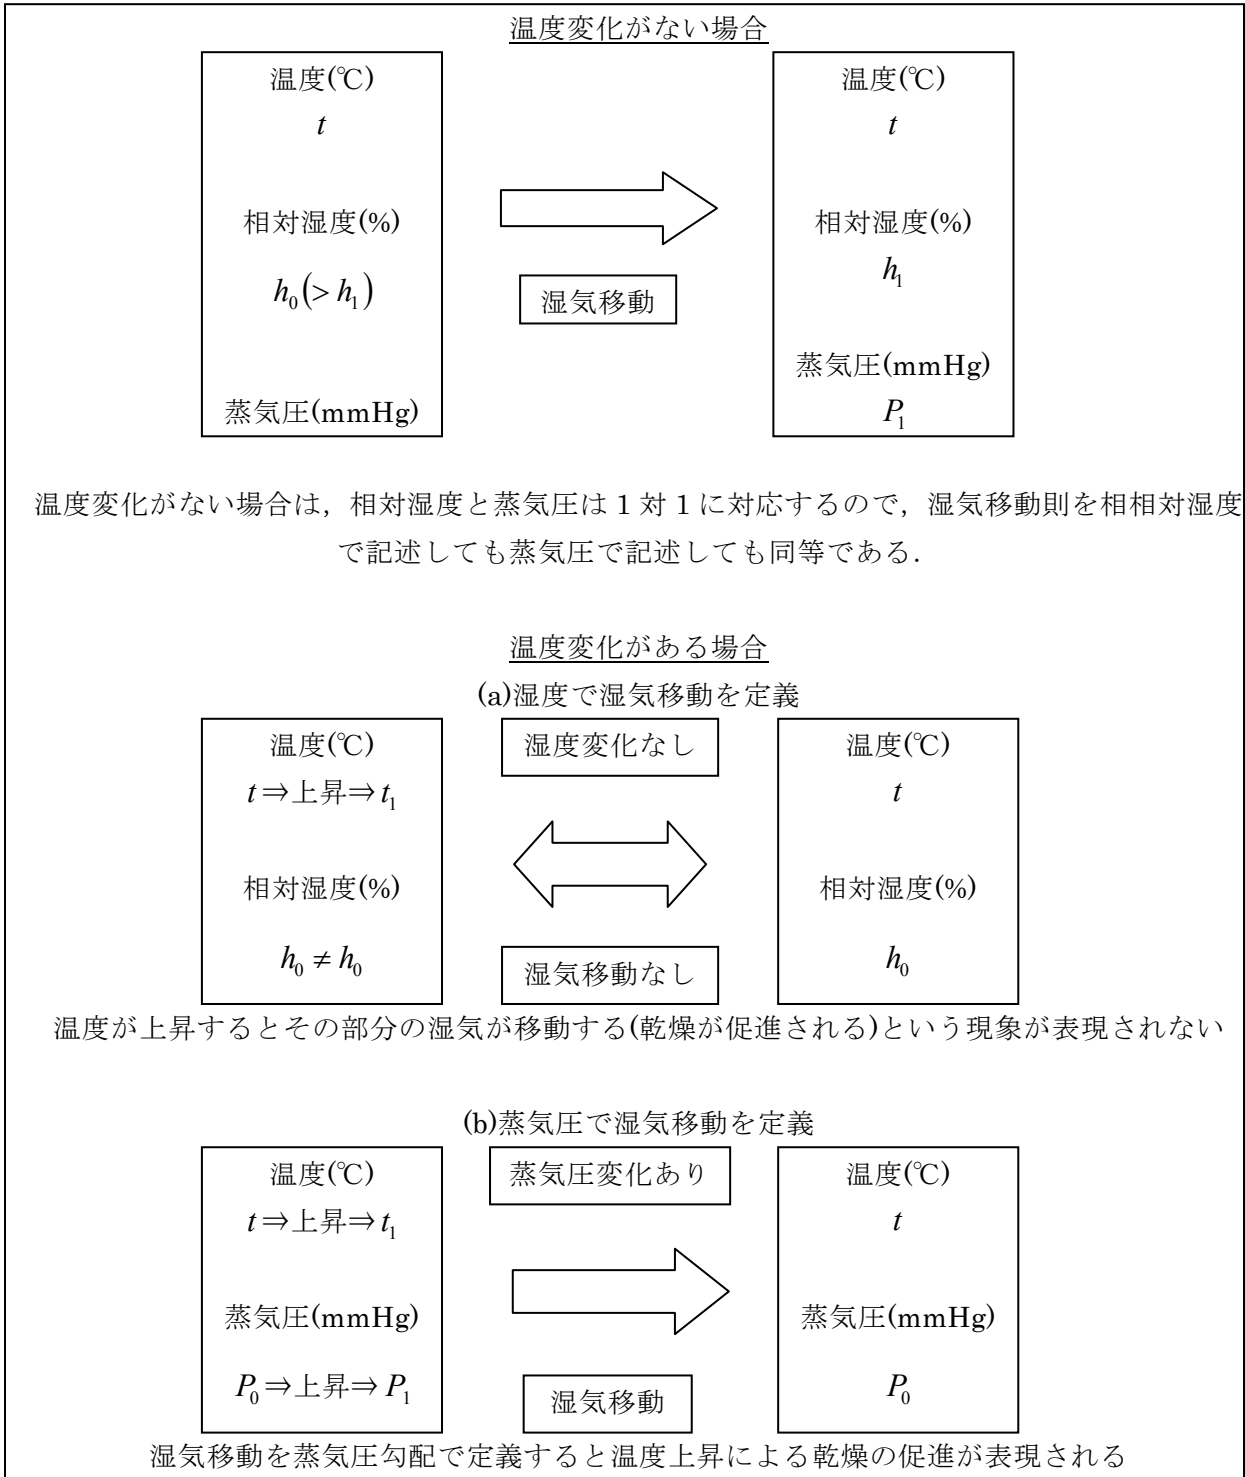 温度変化がない場合
温度(℃)
t
相対湿度(%)
h₀(> h₁)
蒸気圧(mmHg)
湿気移動
温度(℃)
t
相対湿度(%)
h₁
蒸気圧(mmHg)
P₁
温度変化がない場合は，相対湿度と蒸気圧は 1 対 1 に対応するので，湿気移動則を相相対湿度
で記述しても蒸気圧で記述しても同等である．
温度変化がある場合
(a)湿度で湿気移動を定義
温度(℃)
t⇒上昇⇒t₁
相対湿度(%)
h₀ ≠ h₀
湿度変化なし
湿気移動なし
温度(℃)
t
相対湿度(%)
h₀
温度が上昇するとその部分の湿気が移動する(乾燥が促進される)という現象が表現されない
(b)蒸気圧で湿気移動を定義
温度(℃)
t⇒上昇⇒t₁
蒸気圧(mmHg)
P₀⇒上昇⇒P₁
蒸気圧変化あり
湿気移動
温度(℃)
t
蒸気圧(mmHg)
P₀
湿気移動を蒸気圧勾配で定義すると温度上昇による乾燥の促進が表現される